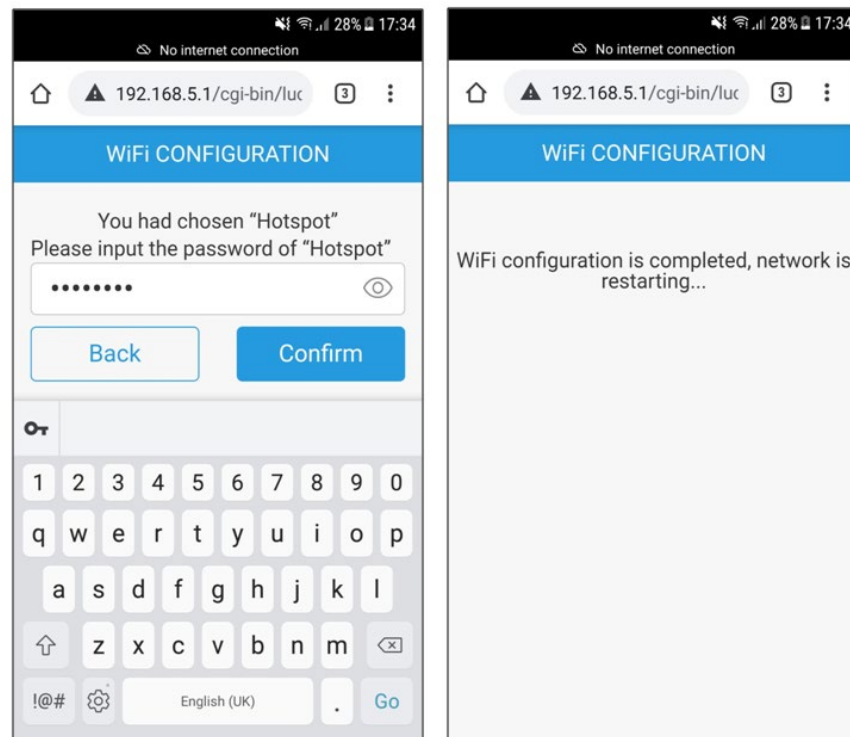 28% 17:34
No internet connection
192.168.5.1/cgi-bin/luc
3
WiFi CONFIGURATION
You had chosen “Hotspot”
Please input the password of “Hotspot”
••••••••
Back
Confirm
1 2 3 4 5 6 7 8 9 0
q w e r t y u i o p
a s d f g h j k l
z x c v b n m
!@# English (UK) . Go
28% 17:34
No internet connection
192.168.5.1/cgi-bin/luc
3
WiFi CONFIGURATION
WiFi configuration is completed, network is
restarting...